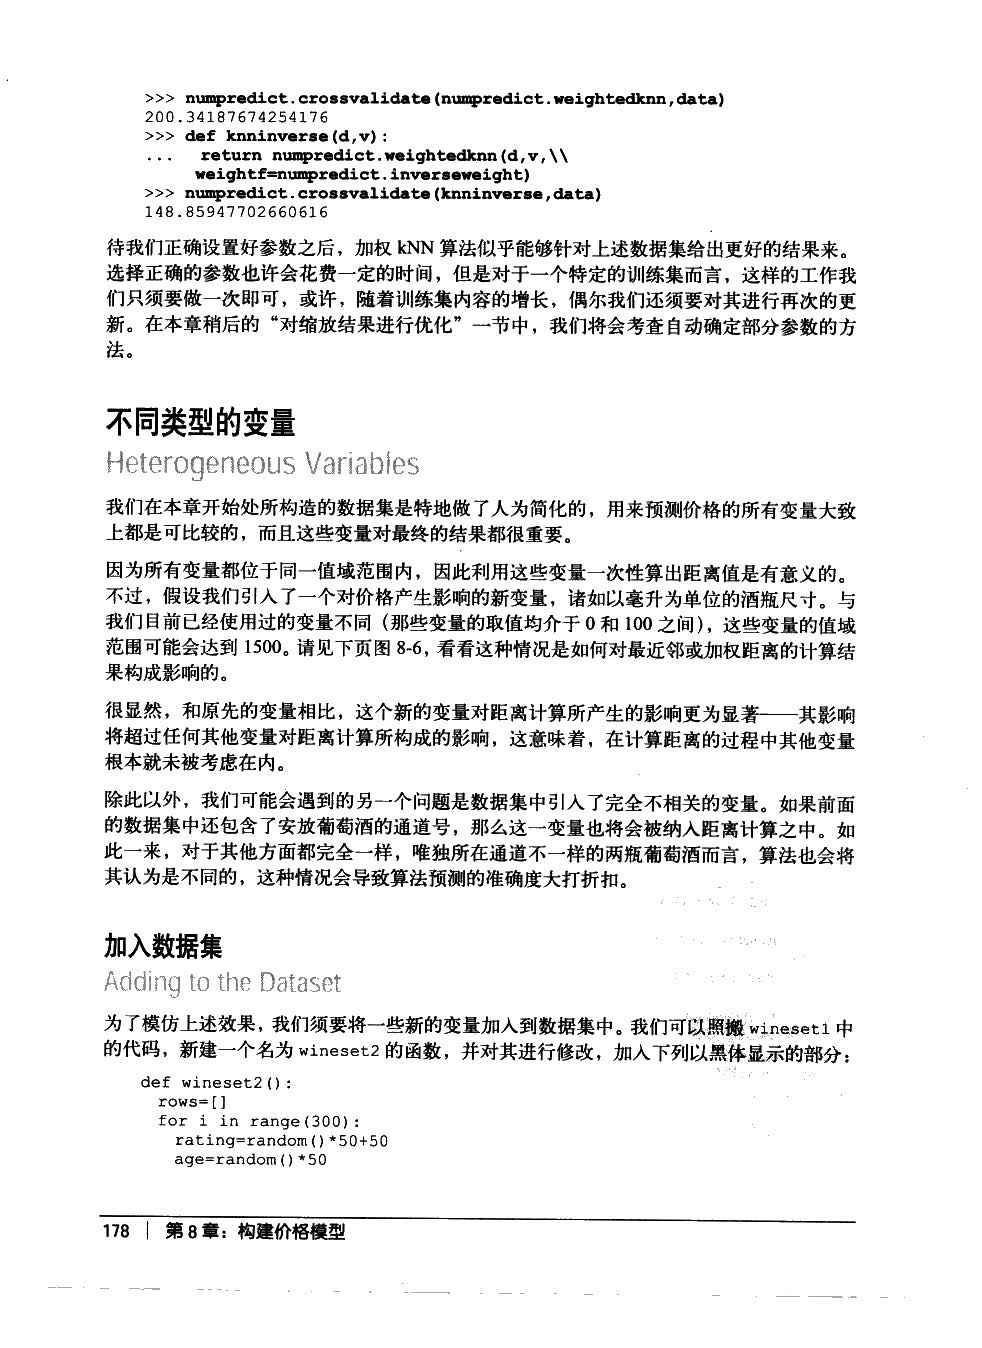 >>> numpredict.crossvalidate(numpredict.weightedknn,data)
200.34187674254176
>>> def knninverse(d,v):
... return numpredict.weightedknn(d,v,\\
weightf=numpredict.inverseweight)
>>> numpredict.crossvalidate(knninverse,data)
148.85947702660616
待我们正确设置好参数之后，加权 kNN 算法似乎能够针对上述数据集给出更好的结果来。
选择正确的参数也许会花费一定的时间，但是对于一个特定的训练集而言，这样的工作我
们只须要做一次即可，或许，随着训练集内容的增长，偶尔我们还须要对其进行再次的更
新。在本章稍后的“对缩放结果进行优化”一节中，我们将会考查自动确定部分参数的方
法。
不同类型的变量
Heterogeneous Variables
我们在本章开始处所构造的数据集是特地做了人为简化的，用来预测价格的所有变量大致
上都是可比较的，而且这些变量对最终的结果都很重要。
因为所有变量都位于同一值域范围内，因此利用这些变量一次性算出距离值是有意义的。
不过，假设我们引入了一个对价格产生影响的新变量，诸如以毫升为单位的酒瓶尺寸。与
我们目前已经使用过的变量不同（那些变量的取值均介于 0 和 100 之间），这些变量的值域
范围可能会达到 1500。请见下页图 8-6，看看这种情况是如何对最近邻或加权距离的计算结
果构成影响的。
很显然，和原先的变量相比，这个新的变量对距离计算所产生的影响更为显著——其影响
将超过任何其他变量对距离计算所构成的影响，这意味着，在计算距离的过程中其他变量
根本就未被考虑在内。
除此以外，我们可能会遇到的另一个问题是数据集中引入了完全不相关的变量。如果前面
的数据集中还包含了安放葡萄酒的通道号，那么这一变量也将会被纳入距离计算之中。如
此一来，对于其他方面都完全一样，唯独所在通道不一样的两瓶葡萄酒而言，算法也会将
其认为是不同的，这种情况会导致算法预测的准确度大打折扣。
加入数据集
Adding to the Dataset
为了模仿上述效果，我们须要将一些新的变量加入到数据集中。我们可以照搬 wineset1 中
的代码，新建一个名为 wineset2 的函数，并对其进行修改，加入下列以黑体显示的部分：
def wineset2():
rows=[]
for i in range(300):
rating=random()*50+50
age=random()*50
178 | 第 8 章：构建价格模型